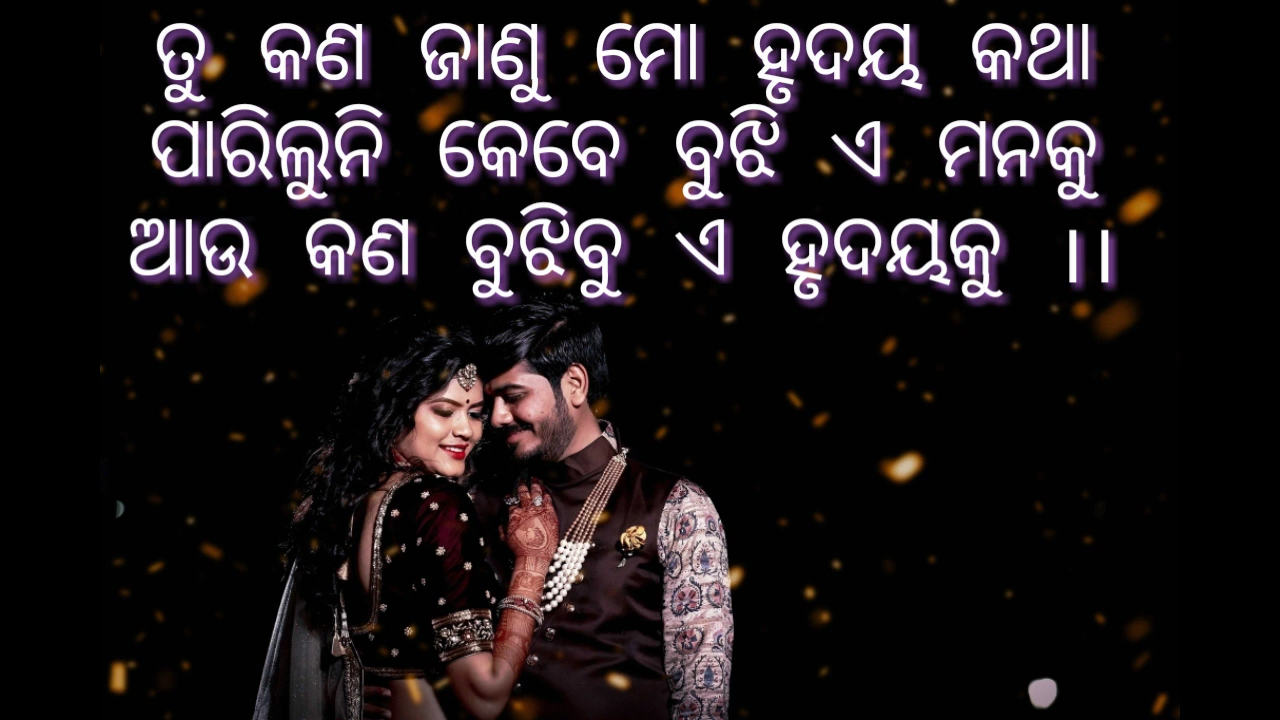 ତୁ କଣ ଜାଣୁ ମୋ ହୃଦୟ କଥା
ପାରିଲୁନି କେବେ ବୁଝି ଏ ମନକୁ
ଆଉ କଣ ବୁଝିବୁ ଏ ହୃଦୟକୁ ।।